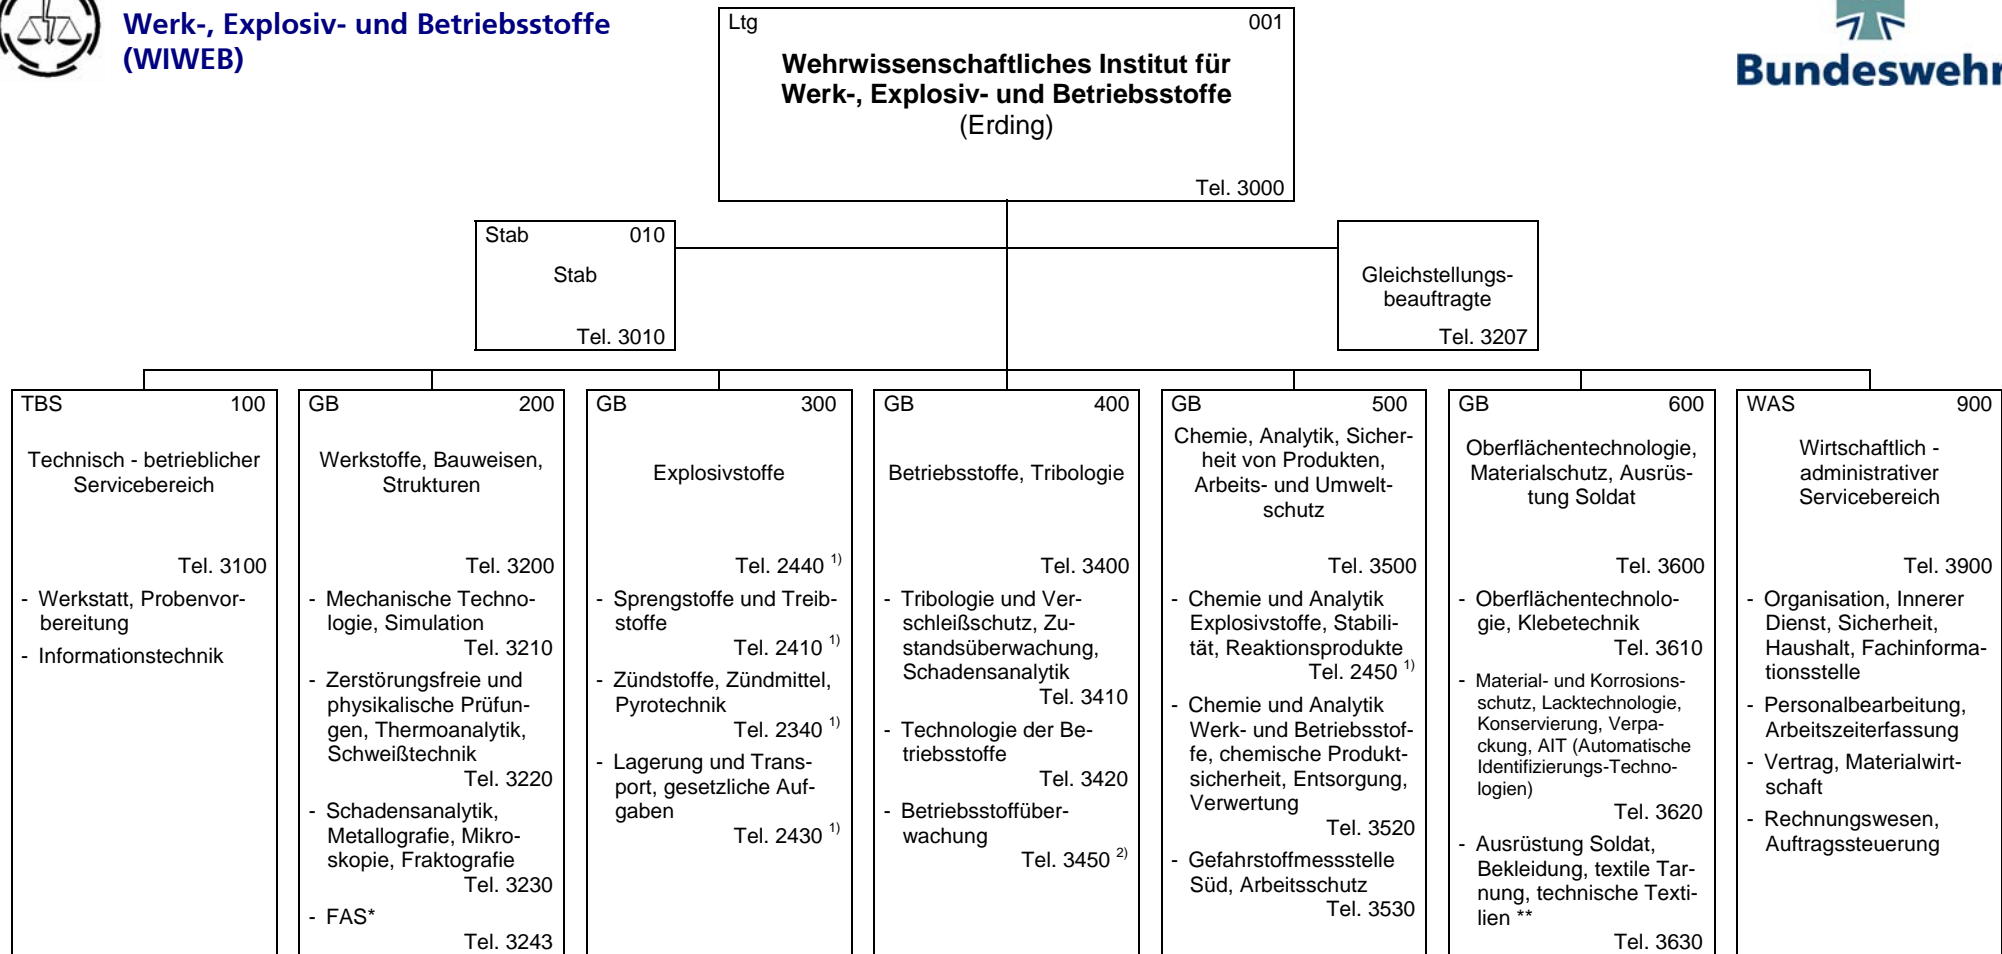 Werk-, Explosiv- und Betriebsstoffe
(WIWEB)
Ltg 001
Wehrwissenschaftliches Institut für
Werk-, Explosiv- und Betriebsstoffe
(Erding)
Tel. 3000
Bundeswehr
Stab 010
Stab
Tel. 3010
Gleichstellungs-
beauftragte
Tel. 3207
TBS 100
Technisch - betrieblicher
Servicebereich
Tel. 3100
- Werkstatt, Probenvor-
bereitung
- Informationstechnik
GB 200
Werkstoffe, Bauweisen,
Strukturen
Tel. 3200
- Mechanische Techno-
logie, Simulation
Tel. 3210
- Zerstörungsfreie und
physikalische Prüfun-
gen, Thermoanalytik,
Schweißtechnik
Tel. 3220
- Schadensanalytik,
Metallografie, Mikro-
skopie, Fraktografie
Tel. 3230
- FAS*
Tel. 3243
GB 300
Explosivstoffe
Tel. 2440 1)
- Sprengstoffe und Treib-
stoffe
Tel. 2410 1)
- Zündstoffe, Zündmittel,
Pyrotechnik
Tel. 2340 1)
- Lagerung und Trans-
port, gesetzliche Auf-
gaben
Tel. 2430 1)
GB 400
Betriebsstoffe, Tribologie
Tel. 3400
- Tribologie und Ver-
schleißschutz, Zu-
standsüberwachung,
Schadensanalytik
Tel. 3410
- Technologie der Be-
triebsstoffe
Tel. 3420
- Betriebsstoffüber-
wachung
Tel. 3450 2)
GB 500
Chemie, Analytik, Sicher-
heit von Produkten,
Arbeits- und Umwelt-
schutz
Tel. 3500
- Chemie und Analytik
Explosivstoffe, Stabili-
tät, Reaktionsprodukte
Tel. 2450 1)
- Chemie und Analytik
Werk- und Betriebsstof-
fe, chemische Produkt-
sicherheit, Entsorgung,
Verwertung
Tel. 3520
- Gefahrstoffmessstelle
Süd, Arbeitsschutz
Tel. 3530
GB 600
Oberflächentechnologie,
Materialschutz, Ausrüs-
tung Soldat
Tel. 3600
- Oberflächentechnolo-
gie, Klebetechnik
Tel. 3610
- Material- und Korrosions-
schutz, Lacktechnologie,
Konservierung, Verpa-
ckung, AIT (Automatische
Identifizierungs-Techno-
logien)
Tel. 3620
- Ausrüstung Soldat,
Bekleidung, textile Tar-
nung, technische Texti-
lien **
Tel. 3630
WAS 900
Wirtschaftlich -
administrativer
Servicebereich
Tel. 3900
- Organisation, Innerer
Dienst, Sicherheit,
Haushalt, Fachinforma-
tionsstelle
- Personalbearbeitung,
Arbeitszeiterfassung
- Vertrag, Materialwirt-
schaft
- Rechnungswesen,
Auftragssteuerung